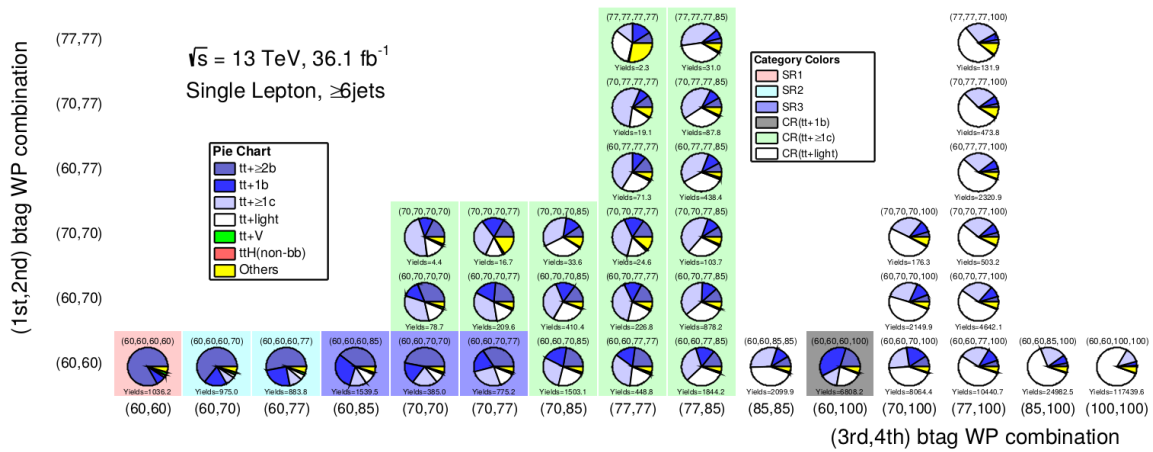 (77,77,77,77) (77,77,77,85) (77,77,77,100)
(77,77)
√s = 13 TeV, 36.1 fb-1
Single Lepton, ≥6jets
Category Colors
SR1
SR2
SR3
CR(tt+1b)
CR(tt+≥1c)
CR(tt+light)
Yields=2.3 Yields=31.0 Yields=131.9
(70,77,77,77) (70,77,77,85) (70,77,77,100)
(70,77)
Yields=19.1 Yields=87.8 Yields=473.8
Pie Chart
tt+≥2b
tt+1b
tt+≥1c
tt+light
tt+V
ttH(non-bb)
Others
(60,77,77,77) (60,77,77,85) (60,77,77,100)
(60,77)
Yields=71.3 Yields=438.4 Yields=2320.9
(70,70,70,70) (70,70,70,77) (70,70,70,85) (70,70,77,77) (70,70,77,85) (70,70,70,100) (70,70,77,100)
(70,70)
Yields=4.4 Yields=16.7 Yields=33.6 Yields=24.6 Yields=103.7 Yields=176.3 Yields=503.2
(60,70,70,70) (60,70,70,77) (60,70,70,85) (60,70,77,77) (60,70,77,85) (60,70,70,100) (60,70,77,100)
(60,70)
Yields=78.7 Yields=209.6 Yields=410.4 Yields=226.8 Yields=878.2 Yields=2149.9 Yields=4642.1
(60,60,60,60) (60,60,60,70) (60,60,60,77) (60,60,60,85) (60,60,70,70) (60,60,70,77) (60,60,70,85) (60,60,77,77) (60,60,77,85) (60,60,85,85) (60,60,60,100) (60,60,70,100) (60,60,77,100) (60,60,85,100) (60,60,100,100)
(60,60)
Yields=1036.2 Yields=975.0 Yields=883.8 Yields=1539.5 Yields=385.0 Yields=775.2 Yields=1503.1 Yields=448.8 Yields=1844.2 Yields=2099.9 Yields=6808.2 Yields=8064.4 Yields=10440.7 Yields=24962.5 Yields=117439.6
(60,60) (60,70) (60,77) (60,85) (70,70) (70,77) (70,85) (77,77) (77,85) (85,85) (60,100) (70,100) (77,100) (85,100) (100,100)
(3rd,4th) btag WP combination
(1st,2nd) btag WP combination